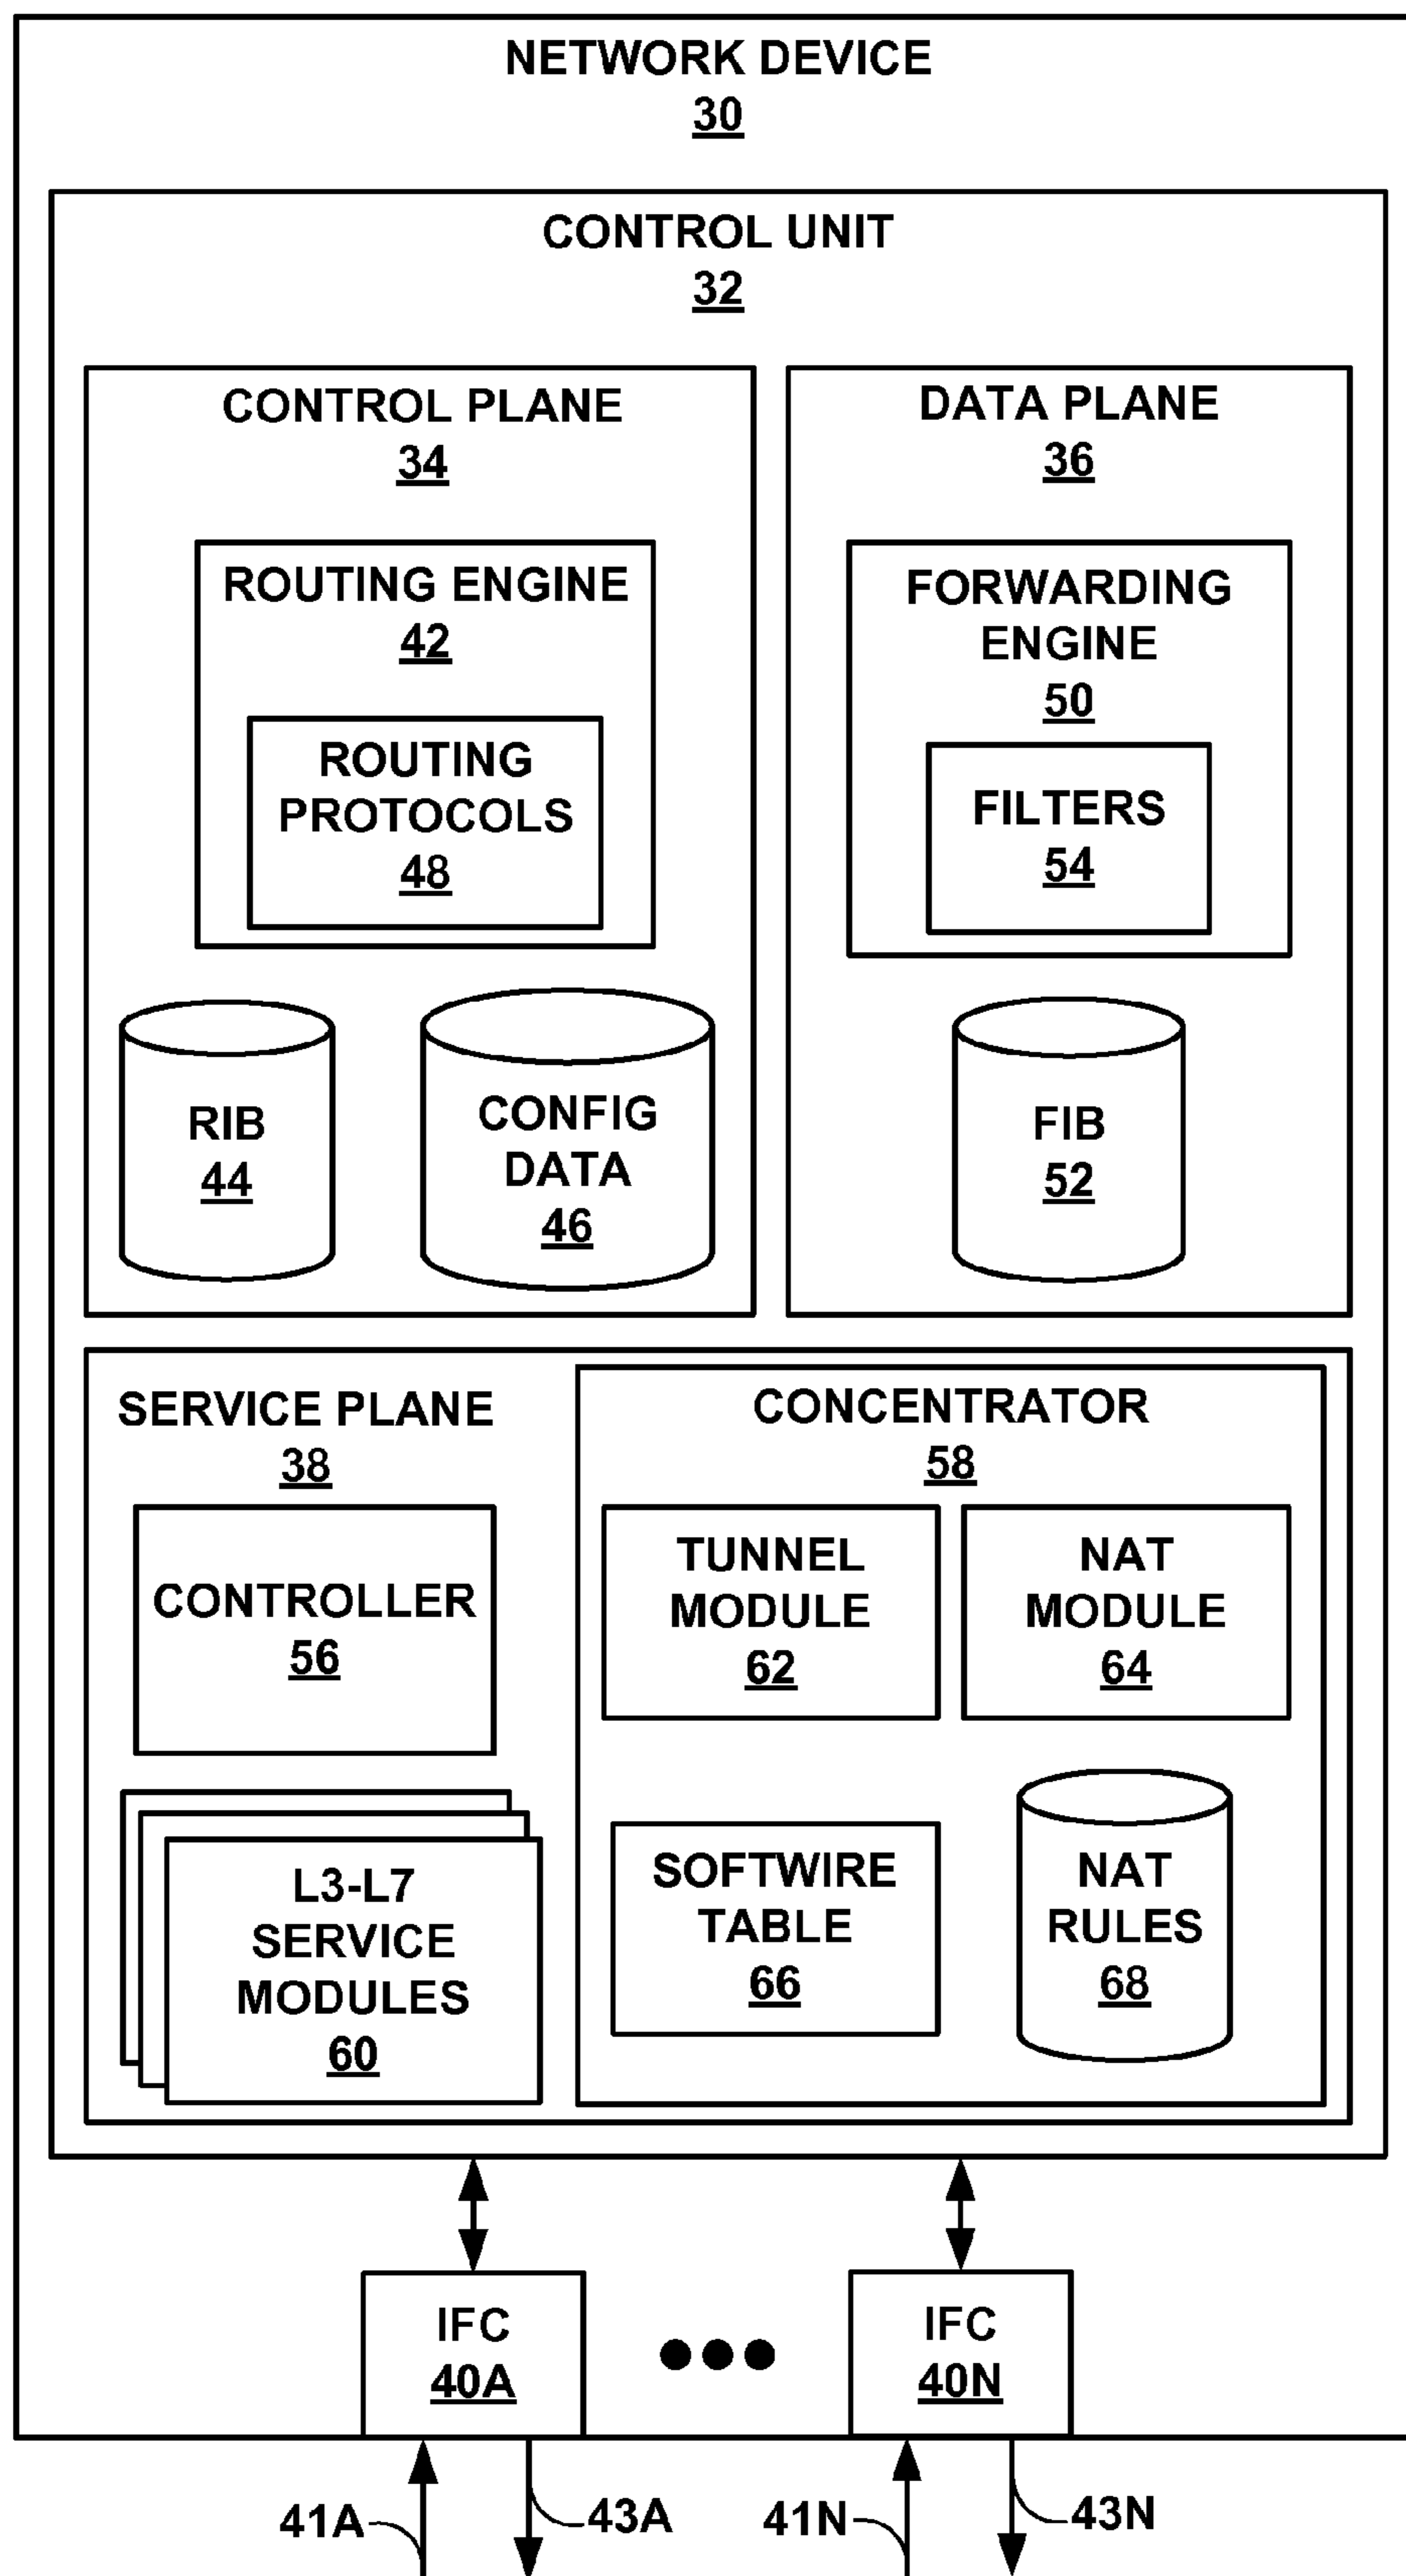 NETWORK DEVICE
30
CONTROL UNIT
32
CONTROL PLANE
34
ROUTING ENGINE
42
ROUTING
PROTOCOLS
48
RIB
44
CONFIG
DATA
46
DATA PLANE
36
FORWARDING
ENGINE
50
FILTERS
54
FIB
52
SERVICE PLANE
38
CONTROLLER
56
L3-L7
SERVICE
MODULES
60
CONCENTRATOR
58
TUNNEL
MODULE
62
NAT
MODULE
64
SOFTWIRE
TABLE
66
NAT
RULES
68
IFC
40A
IFC
40N
41A
43A
41N
43N